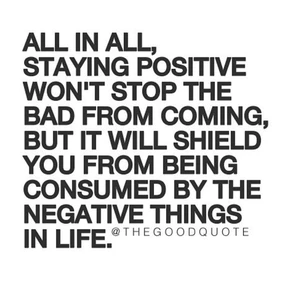 ALL IN ALL,
STAYING POSITIVE
WON'T STOP THE
BAD FROM COMING,
BUT IT WILL SHIELD
YOU FROM BEING
CONSUMED BY THE
NEGATIVE THINGS
IN LIFE. @THEGOODQUOTE